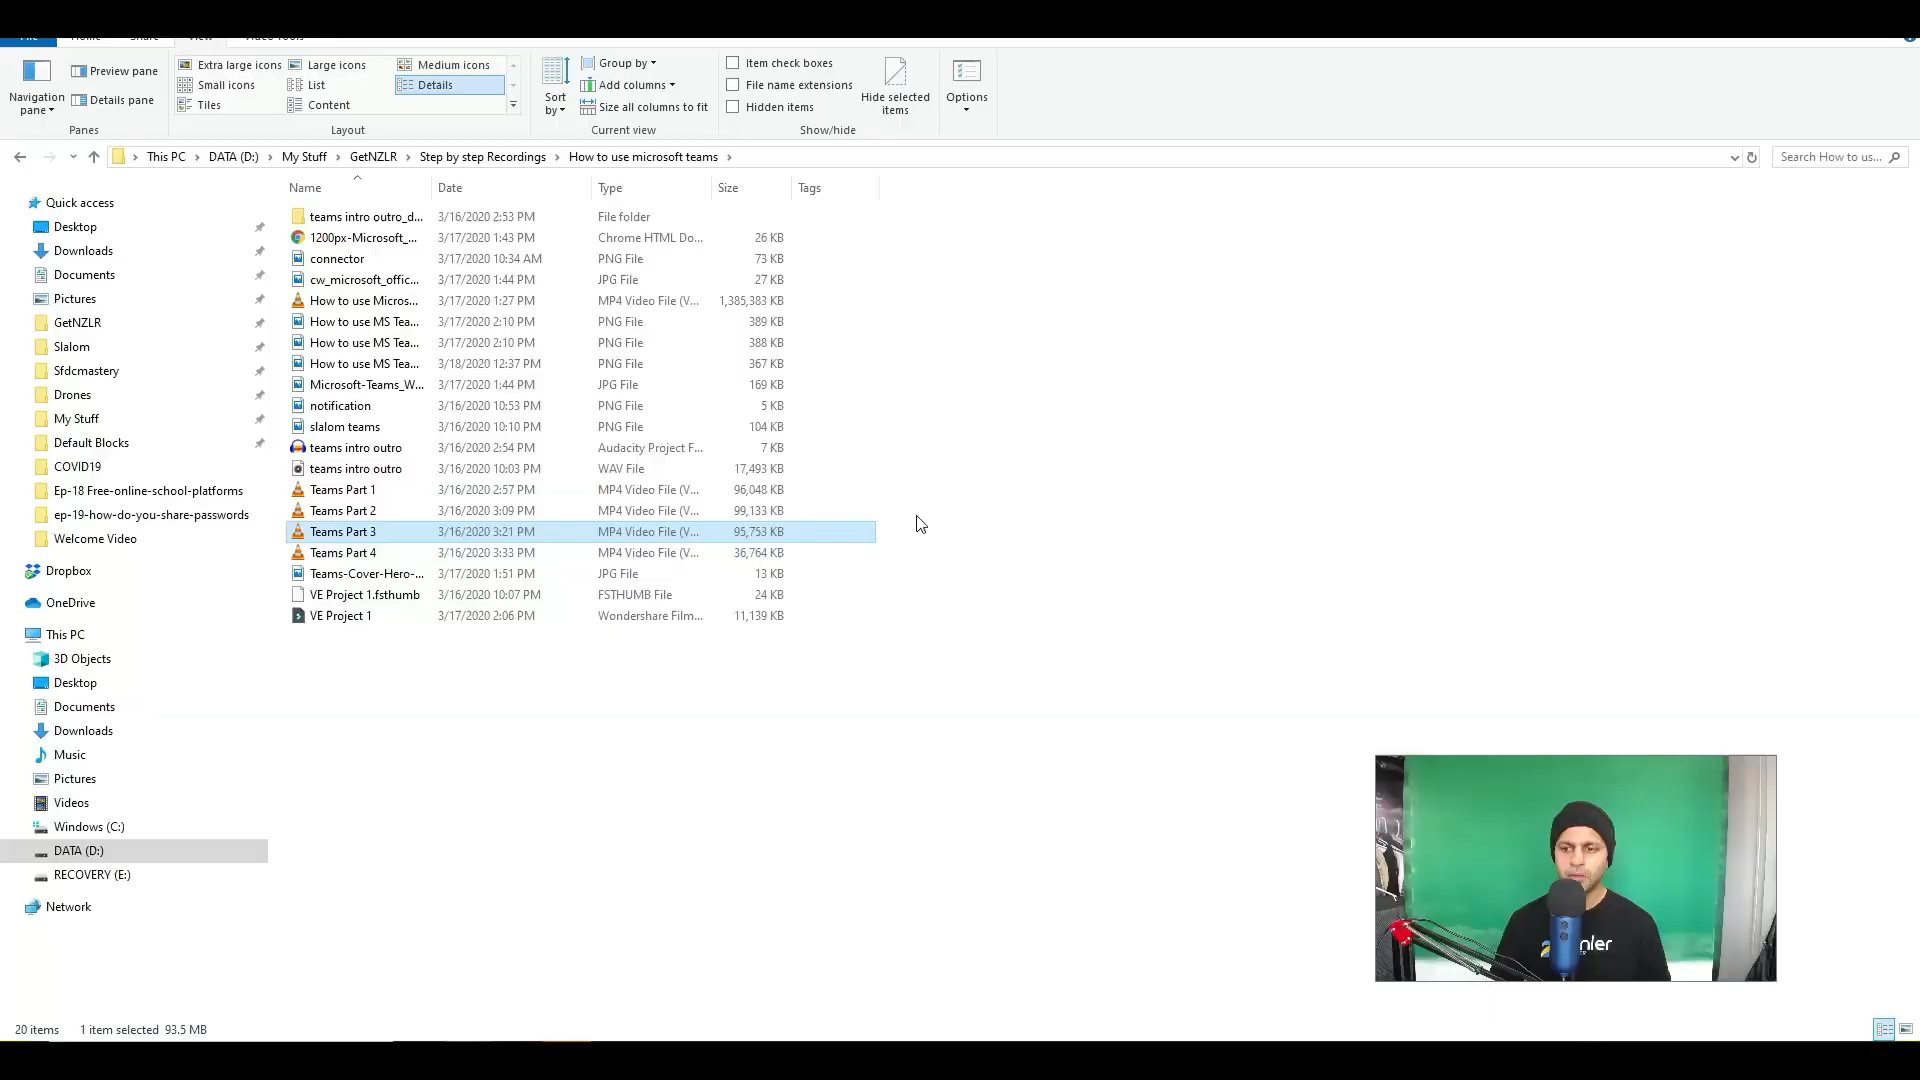 File Home Share View Video Tools
Navigation pane
Preview pane
Details pane
Panes
Extra large icons Large icons Medium icons
Small icons List Details
Tiles Content
Layout
Sort by
Group by
Add columns
Size all columns to fit
Current view
Item check boxes
File name extensions
Hidden items
Hide selected items
Show/hide
Options
This PC > DATA (D:) > My Stuff > GetNZLR > Step by step Recordings > How to use microsoft teams >
Search How to us...
Quick access
Desktop
Downloads
Documents
Pictures
GetNZLR
Slalom
Sfdcmastery
Drones
My Stuff
Default Blocks
COVID19
Ep-18 Free-online-school-platforms
ep-19-how-do-you-share-passwords
Welcome Video
Dropbox
OneDrive
This PC
3D Objects
Desktop
Documents
Downloads
Music
Pictures
Videos
Windows (C:)
DATA (D:)
RECOVERY (E:)
Network
Name Date Type Size Tags
teams intro outro_d... 3/16/2020 2:53 PM File folder
1200px-Microsoft_... 3/17/2020 1:43 PM Chrome HTML Do... 26 KB
connector 3/17/2020 10:34 AM PNG File 73 KB
cw_microsoft_offic... 3/17/2020 1:44 PM JPG File 27 KB
How to use Micros... 3/17/2020 1:27 PM MP4 Video File (V... 1,385,383 KB
How to use MS Tea... 3/17/2020 2:10 PM PNG File 389 KB
How to use MS Tea... 3/17/2020 2:10 PM PNG File 388 KB
How to use MS Tea... 3/18/2020 12:37 PM PNG File 367 KB
Microsoft-Teams_W... 3/17/2020 1:44 PM JPG File 169 KB
notification 3/16/2020 10:53 PM PNG File 5 KB
slalom teams 3/16/2020 10:10 PM PNG File 104 KB
teams intro outro 3/16/2020 2:54 PM Audacity Project F... 7 KB
teams intro outro 3/16/2020 10:03 PM WAV File 17,493 KB
Teams Part 1 3/16/2020 2:57 PM MP4 Video File (V... 96,048 KB
Teams Part 2 3/16/2020 3:09 PM MP4 Video File (V... 99,133 KB
Teams Part 3 3/16/2020 3:21 PM MP4 Video File (V... 95,753 KB
Teams Part 4 3/16/2020 3:33 PM MP4 Video File (V... 36,764 KB
Teams-Cover-Hero-... 3/17/2020 1:51 PM JPG File 13 KB
VE Project 1.fsthumb 3/16/2020 10:07 PM FSTHUMB File 24 KB
VE Project 1 3/17/2020 2:06 PM Wondershare Film... 11,139 KB
20 items 1 item selected 93.5 MB